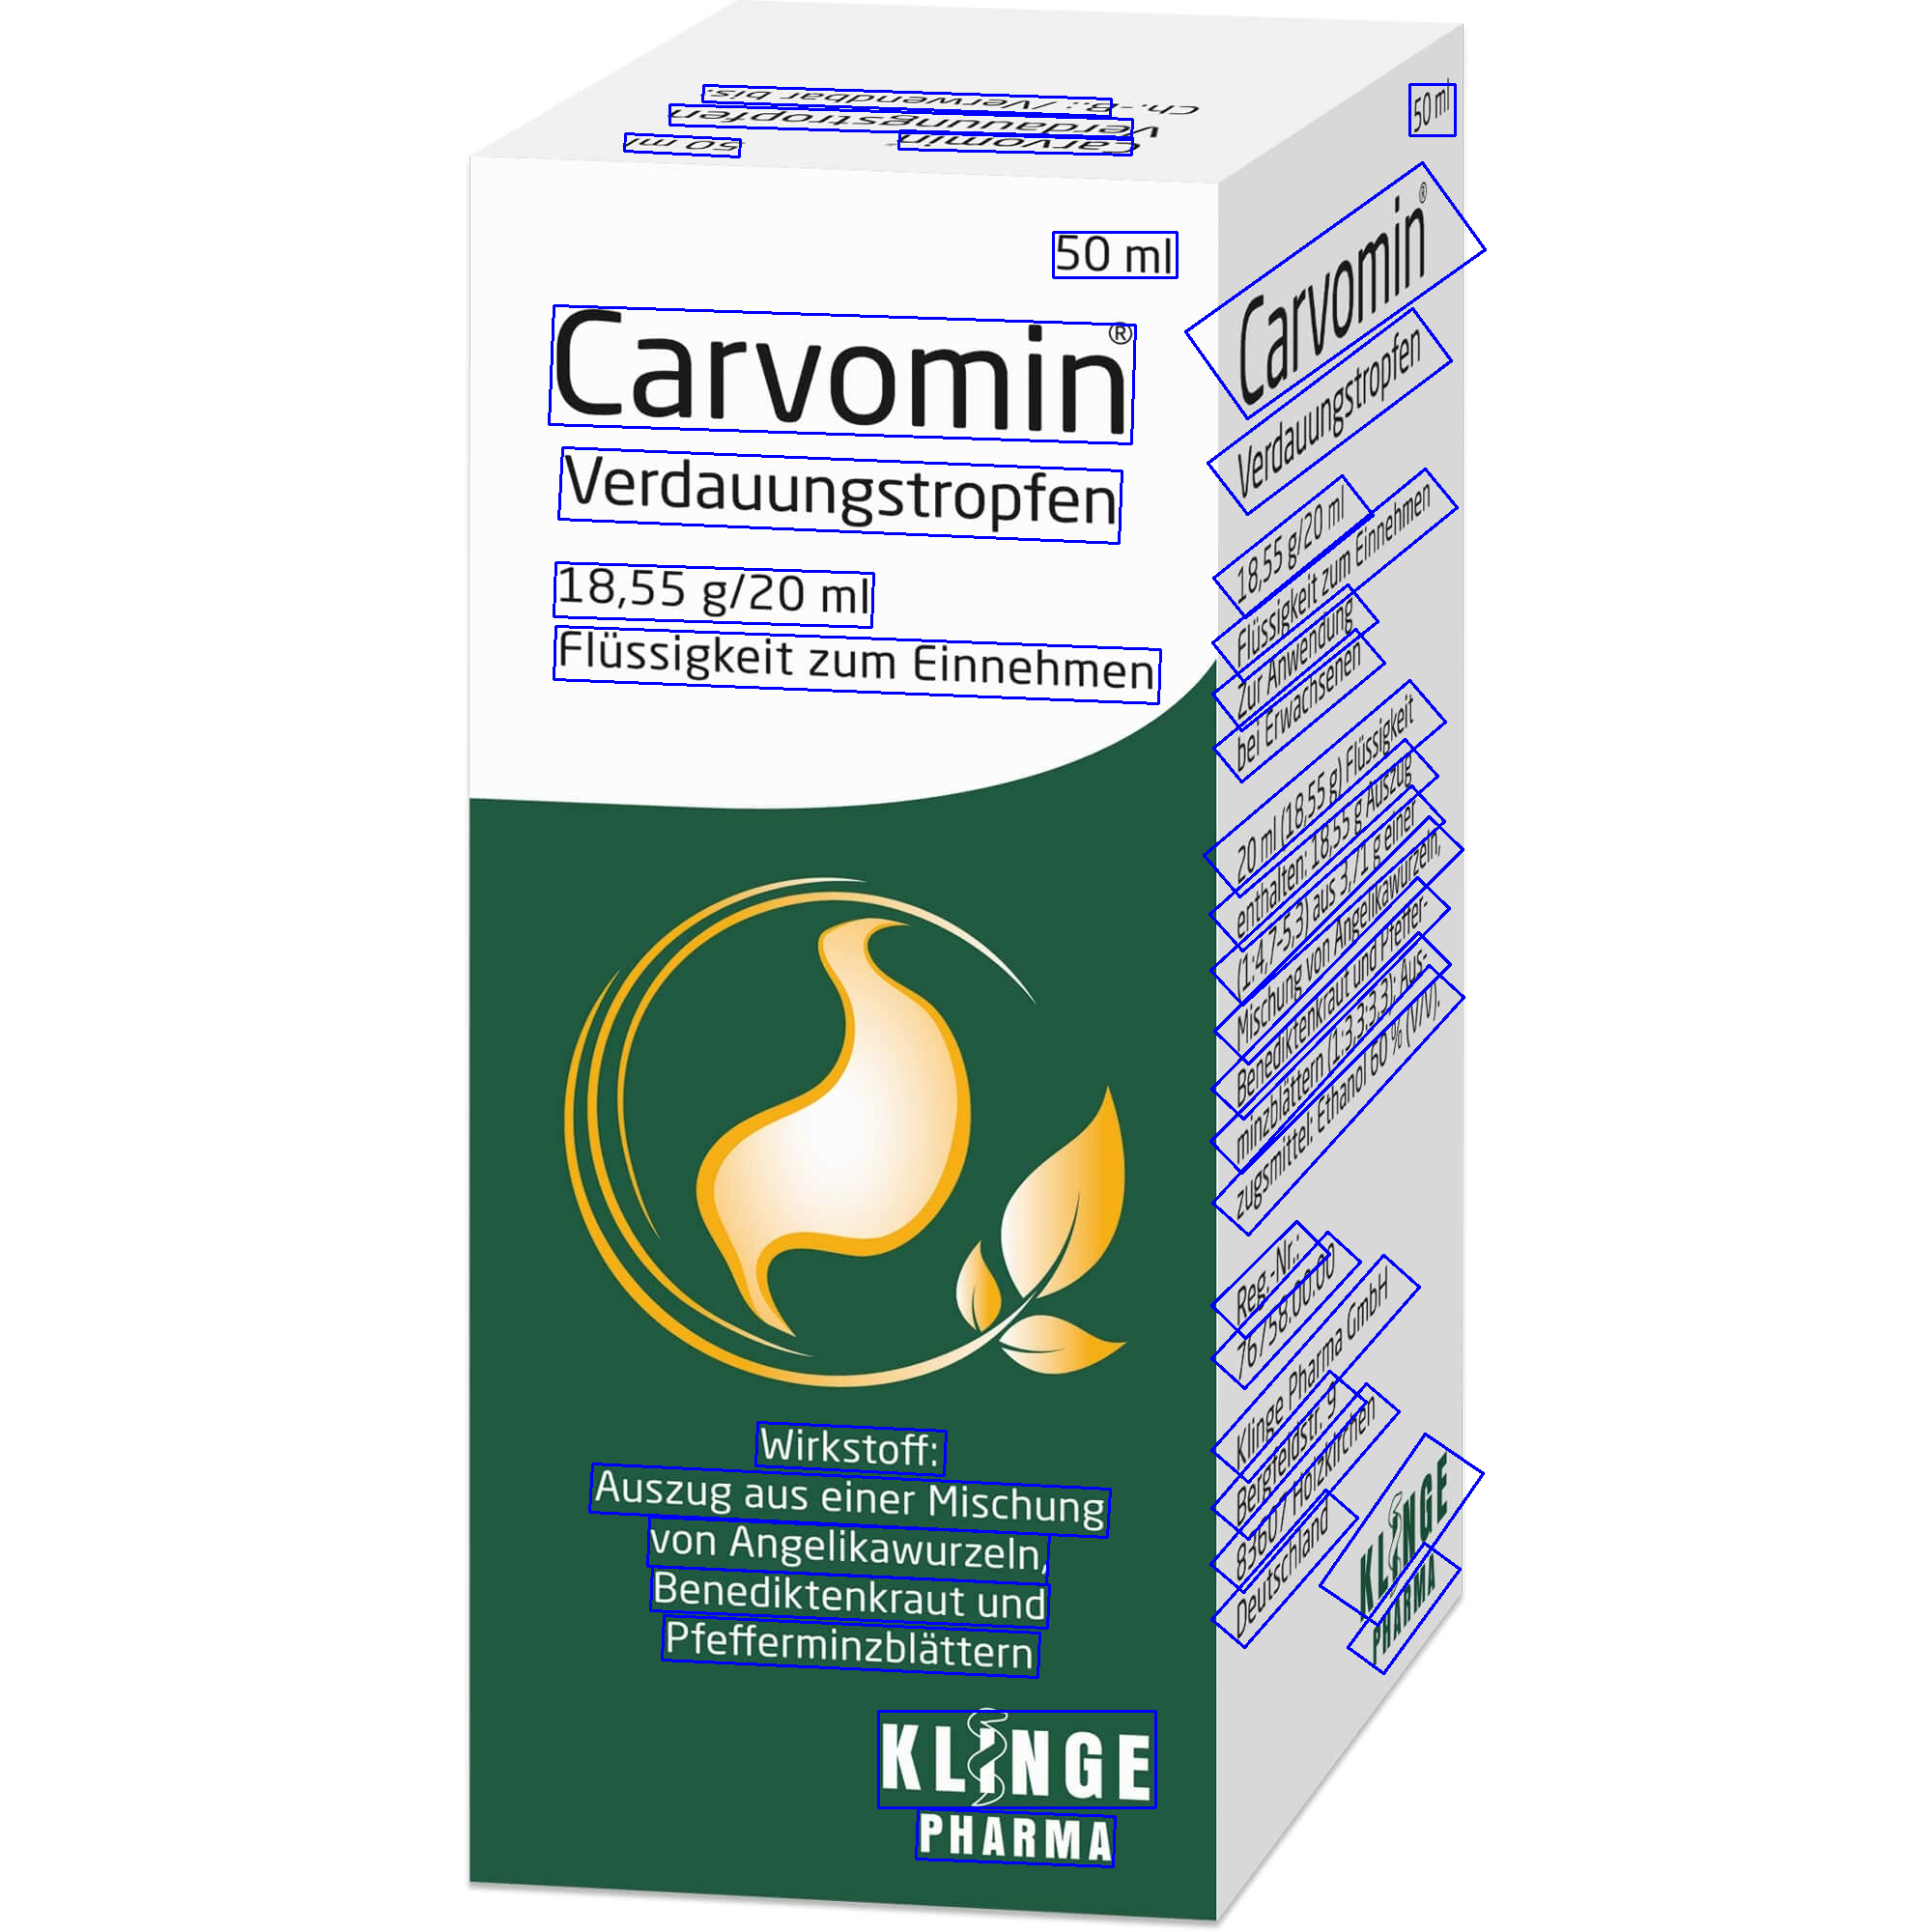 Carvomin®
50 ml
Verdauungstropfen
Ch.-B.: /Verwendbar bis:
50 ml
Carvomin®
Verdauungstropfen
18,55 g/20 ml
Flüssigkeit zum Einnehmen
Wirkstoff:
Auszug aus einer Mischung
von Angelikawurzeln,
Benediktenkraut und
Pfefferminzblättern
KLINGE
PHARMA
50 ml
Carvomin®
Verdauungstropfen
18,55 g/20 ml
Flüssigkeit zum Einnehmen
Zur Anwendung
bei Erwachsenen
20 ml (18,55 g) Flüssigkeit
enthalten: 18,55 g Auszug
(1:4,7-5,3) aus 3,71 g einer
Mischung von Angelikawurzeln,
Benediktenkraut und Pfeffer-
minzblättern (1:3,3:3,3); Aus-
zugsmittel: Ethanol 60 % (V/V).
Reg.-Nr.:
76758.00.00
Klinge Pharma GmbH
Bergfeldstr. 9
83607 Holzkirchen
Deutschland
KLINGE
PHARMA